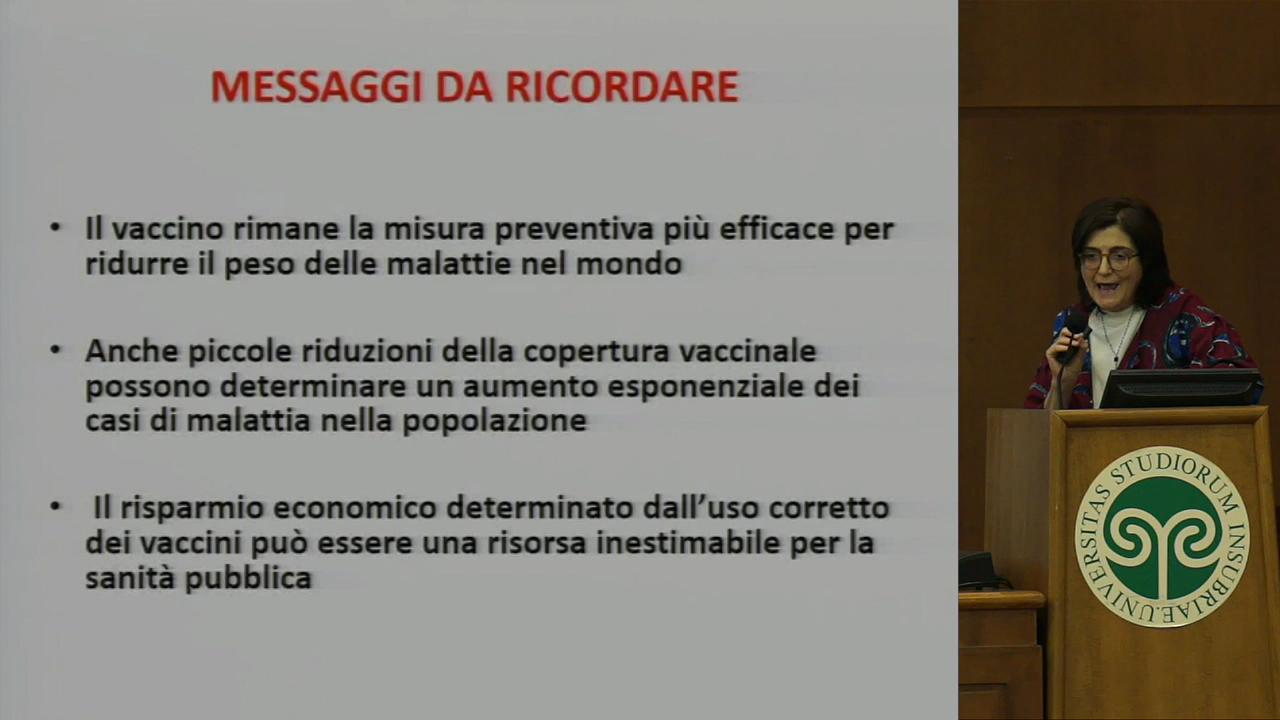 MESSAGGI DA RICORDARE
• Il vaccino rimane la misura preventiva più efficace per
ridurre il peso delle malattie nel mondo
• Anche piccole riduzioni della copertura vaccinale
possono determinare un aumento esponenziale dei
casi di malattia nella popolazione
• Il risparmio economico determinato dall’uso corretto
dei vaccini può essere una risorsa inestimabile per la
sanità pubblica
UNIVERSITAS STUDIORUM INSUBRIAE